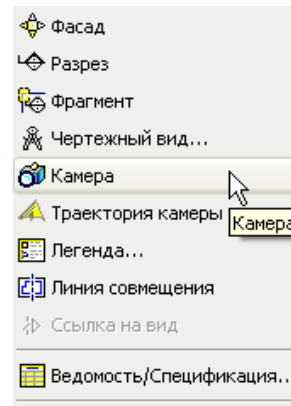 Фасад
Разрез
Фрагмент
Чертежный вид...
Камера
Траектория камеры
Камера
Легенда...
Линия совмещения
Ссылка на вид
Ведомость/Спецификация..